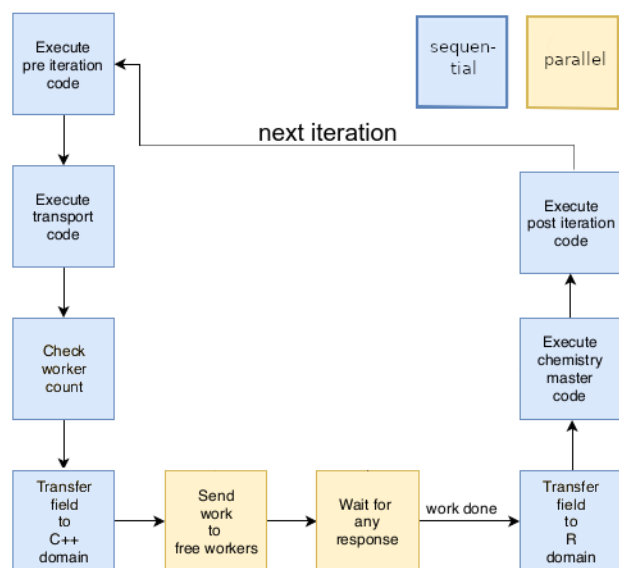 Execute
pre iteration
code
sequen-
tial
parallel
next iteration
Execute
transport
code
Execute
post iteration
code
Check
worker
count
Execute
chemistry
master
code
Transfer
field
to
C++
domain
Send
work
to
free workers
Wait for
any
response
work done
Transfer
field
to
R
domain